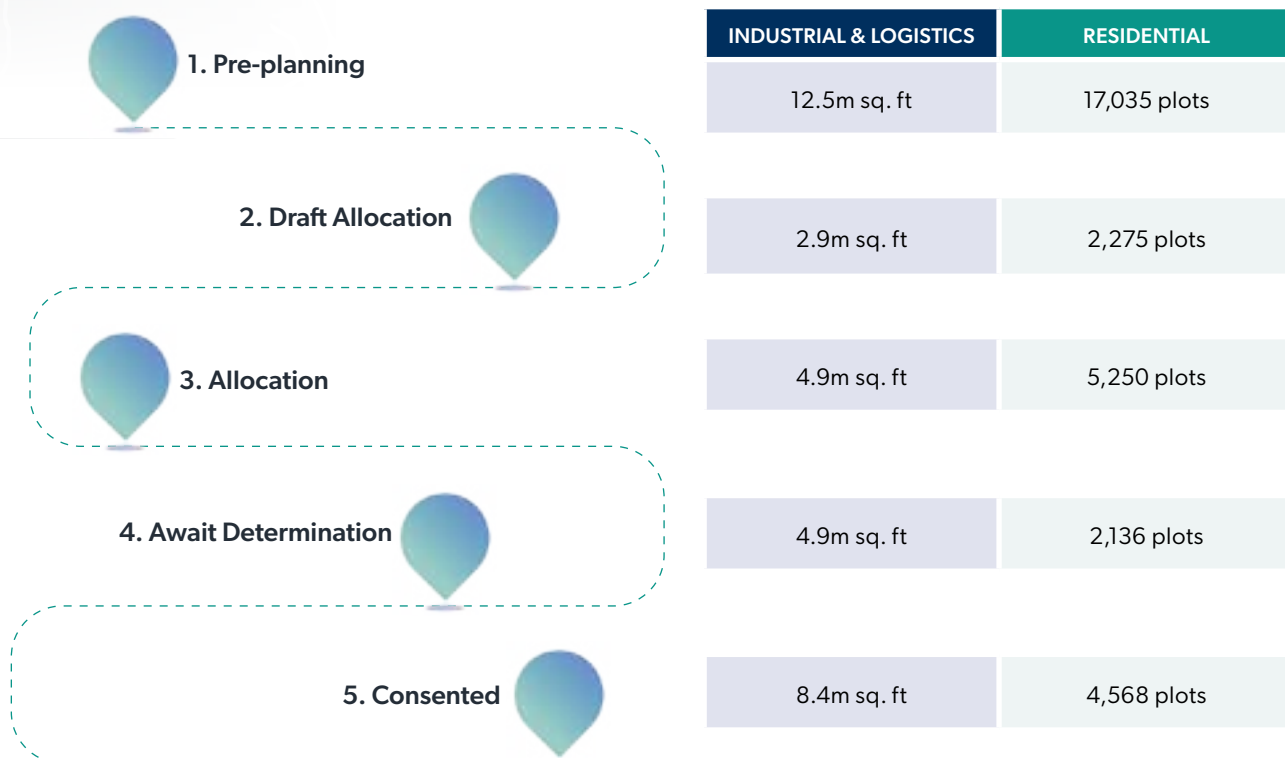 INDUSTRIAL & LOGISTICS RESIDENTIAL
1. Pre-planning
12.5m sq. ft 17,035 plots
2. Draft Allocation
2.9m sq. ft 2,275 plots
3. Allocation
4.9m sq. ft 5,250 plots
4. Await Determination
4.9m sq. ft 2,136 plots
5. Consented
8.4m sq. ft 4,568 plots